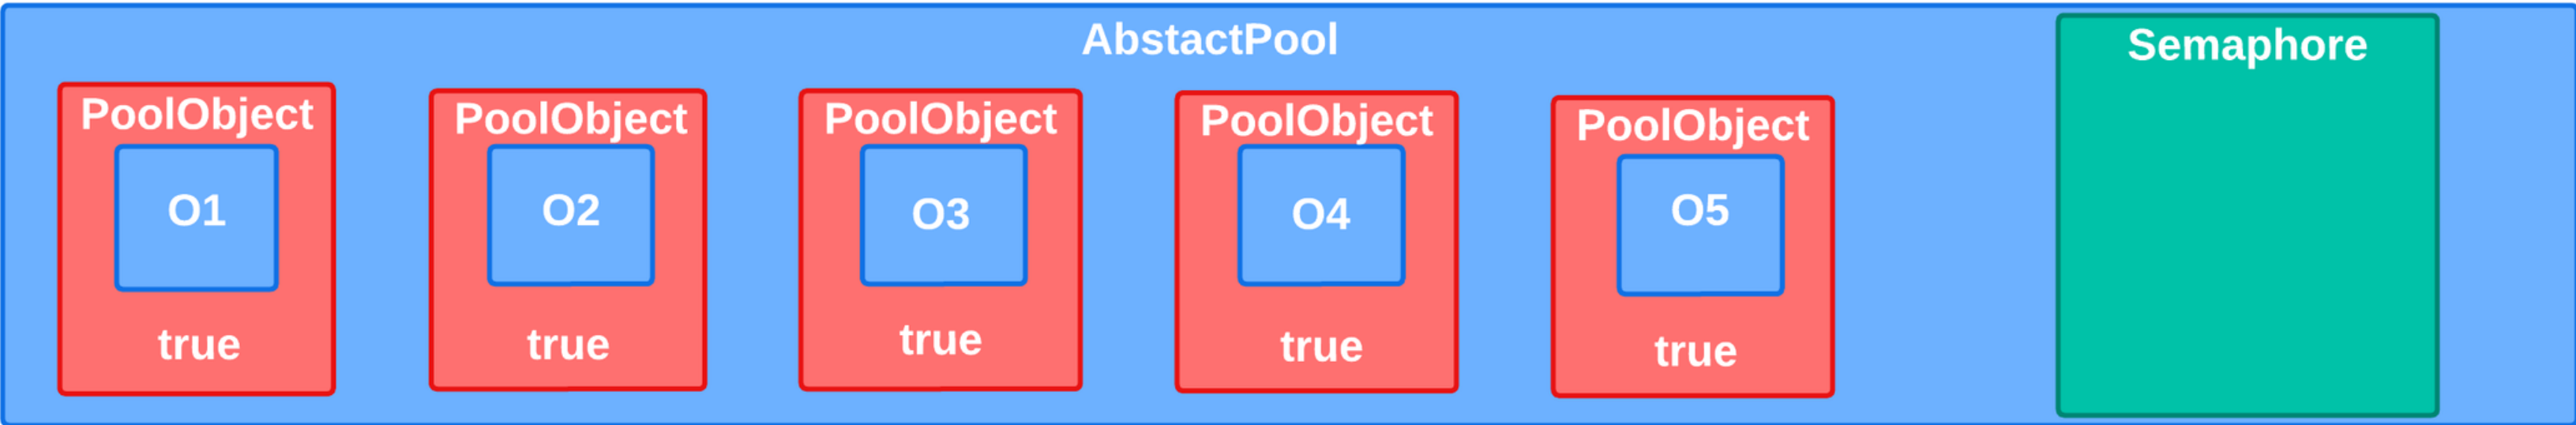 AbstactPool
Semaphore
PoolObject
O1
true
PoolObject
O2
true
PoolObject
O3
true
PoolObject
O4
true
PoolObject
O5
true